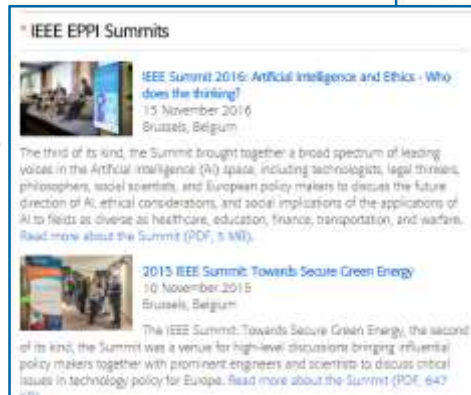 IEEE EPPI Summits
IEEE Summit 2016: Artificial Intelligence and Ethics - Who
does the thinking?
15 November 2016
Brussels, Belgium
The third of its kind, the Summit brought together a broad spectrum of leading
voices in the Artificial Intelligence (AI) space, including technologists, legal thinkers,
philosophers, social scientists, and European policy makers to discuss the future
direction of AI, ethical considerations, and social implications of the applications of
AI to fields as diverse as healthcare, education, finance, transportation, and warfare.
Read more about the Summit (PDF, 5 MB).
2015 IEEE Summit: Towards Secure Green Energy
10 November 2015
Brussels, Belgium
The IEEE Summit: Towards Secure Green Energy, the second
of its kind, the Summit was a venue for high-level discussions bringing influential
policy makers together with prominent engineers and scientists to discuss critical
issues in technology policy for Europe. Read more about the Summit (PDF, 647